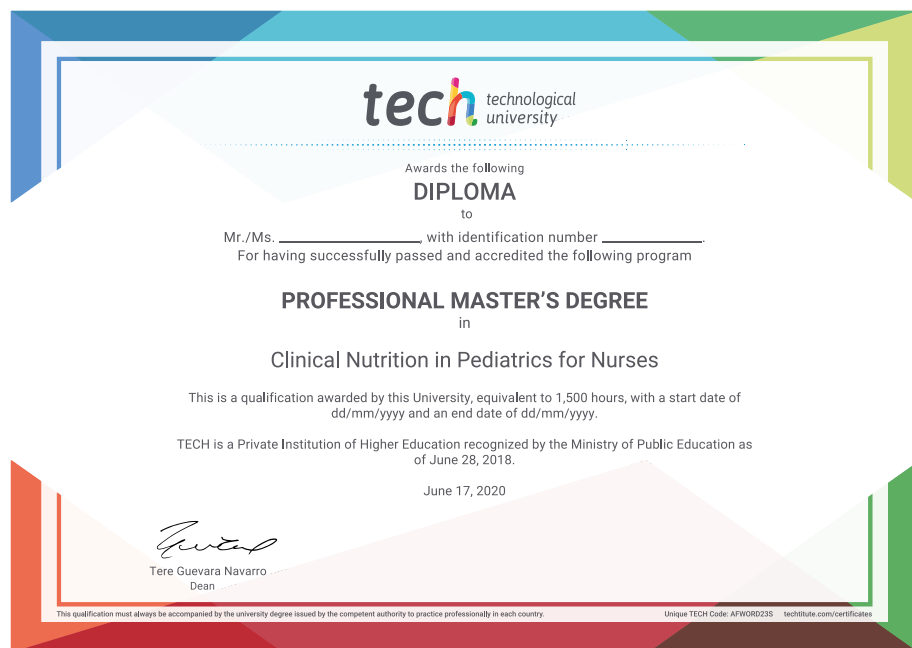 tech technological
university
Awards the following
DIPLOMA
to
Mr./Ms. ____________, with identification number ____________.
For having successfully passed and accredited the following program
PROFESSIONAL MASTER'S DEGREE
in
Clinical Nutrition in Pediatrics for Nurses
This is a qualification awarded by this University, equivalent to 1,500 hours, with a start date of
dd/mm/yyyy and an end date of dd/mm/yyyy.
TECH is a Private Institution of Higher Education recognized by the Ministry of Public Education as
of June 28, 2018.
June 17, 2020
Tere Guevara Navarro
Dean
This qualification must always be accompanied by the university degree issued by the competent authority to practice professionally in each country.
Unique TECH Code: AFWORD23S techtitute.com/certificates